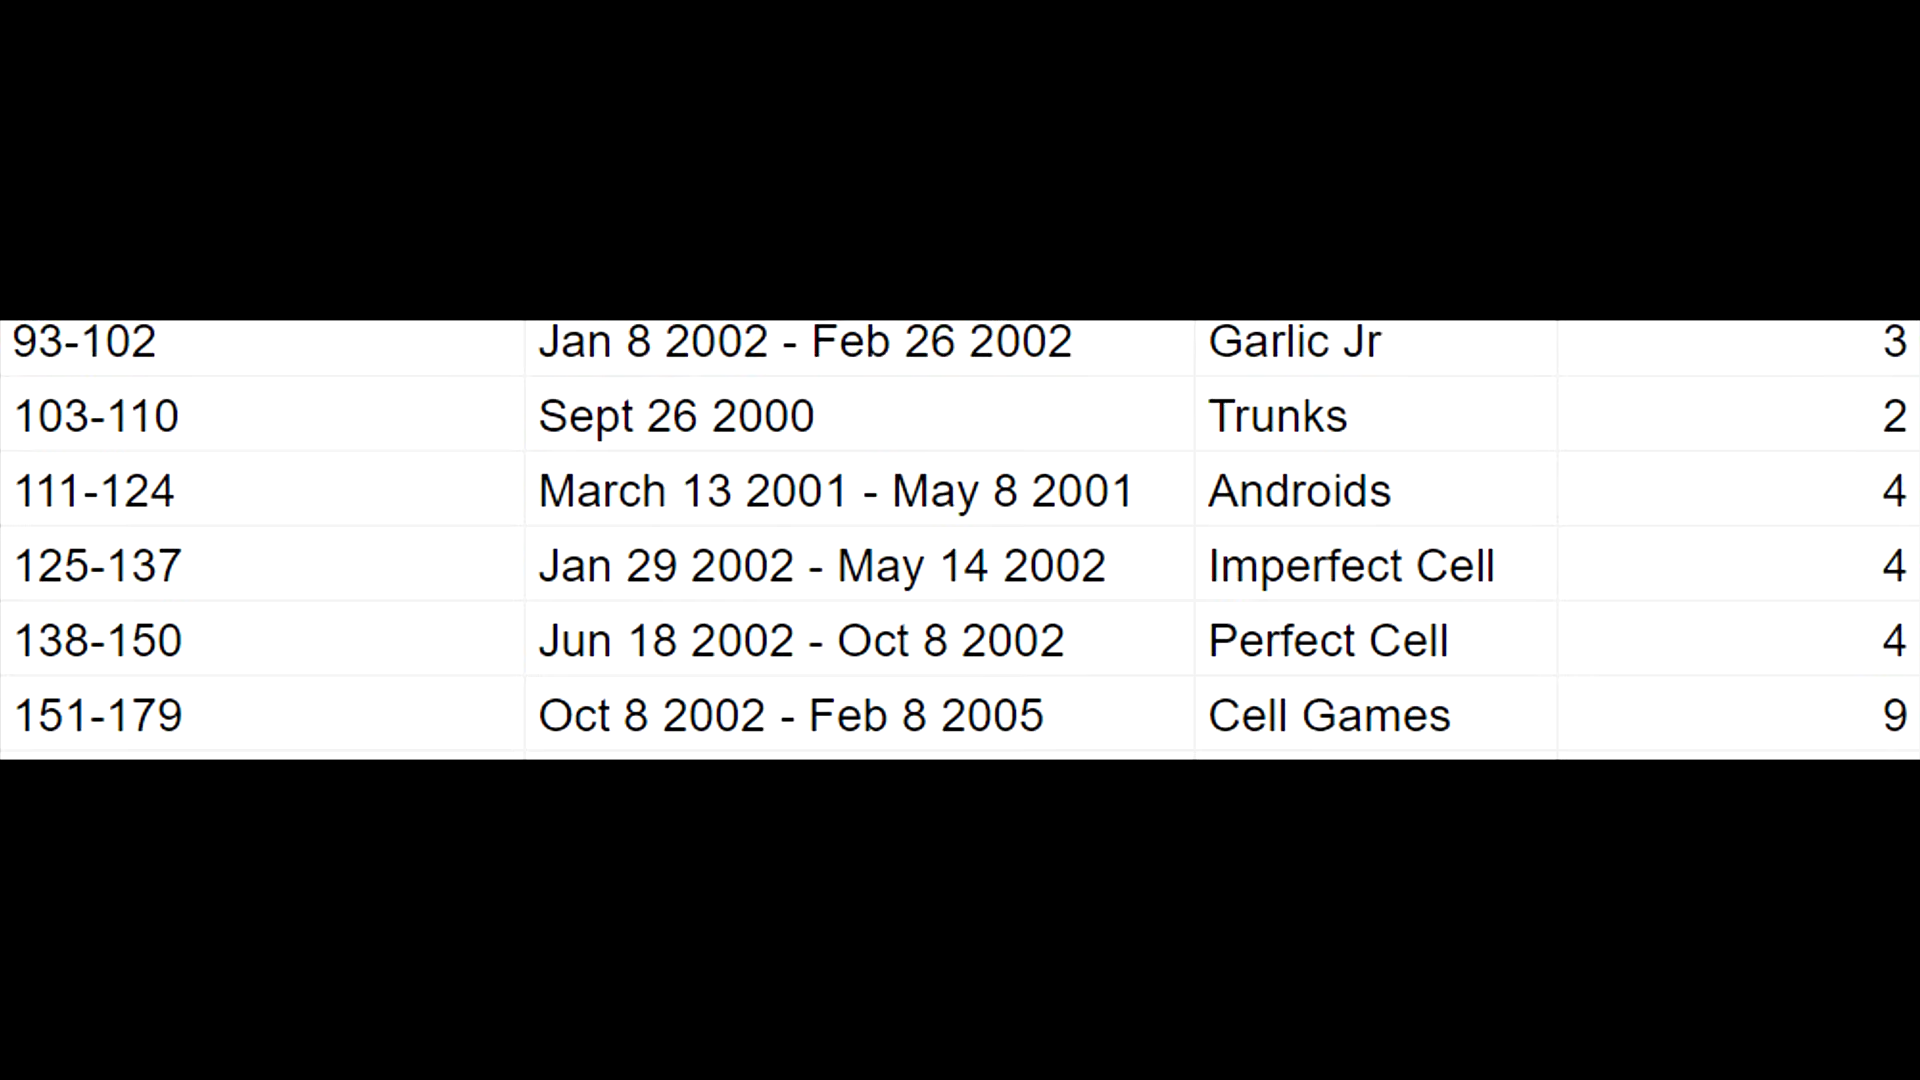 93-102 Jan 8 2002 - Feb 26 2002 Garlic Jr 3
103-110 Sept 26 2000 Trunks 2
111-124 March 13 2001 - May 8 2001 Androids 4
125-137 Jan 29 2002 - May 14 2002 Imperfect Cell 4
138-150 Jun 18 2002 - Oct 8 2002 Perfect Cell 4
151-179 Oct 8 2002 - Feb 8 2005 Cell Games 9